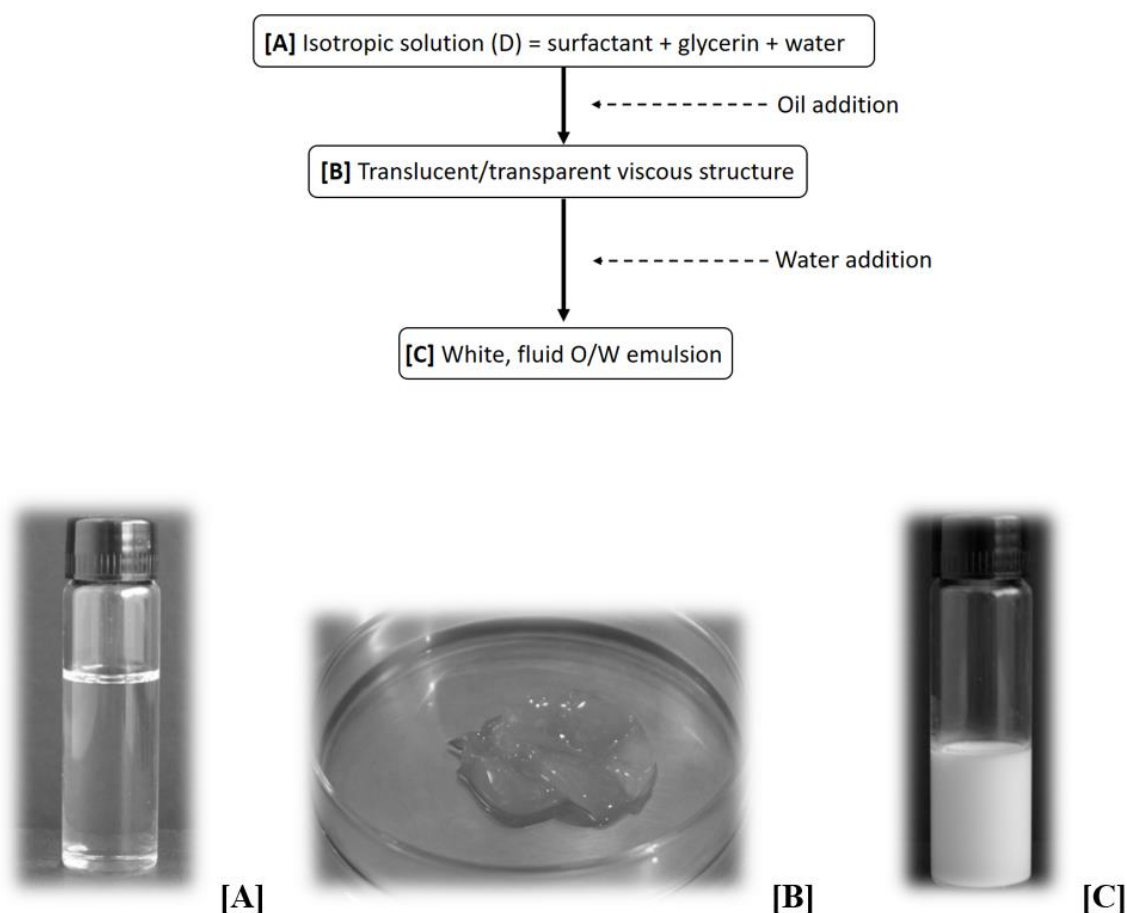 [A] Isotropic solution (D) = surfactant + glycerin + water
Oil addition
[B] Translucent/transparent viscous structure
Water addition
[C] White, fluid O/W emulsion
[A]
[B]
[C]